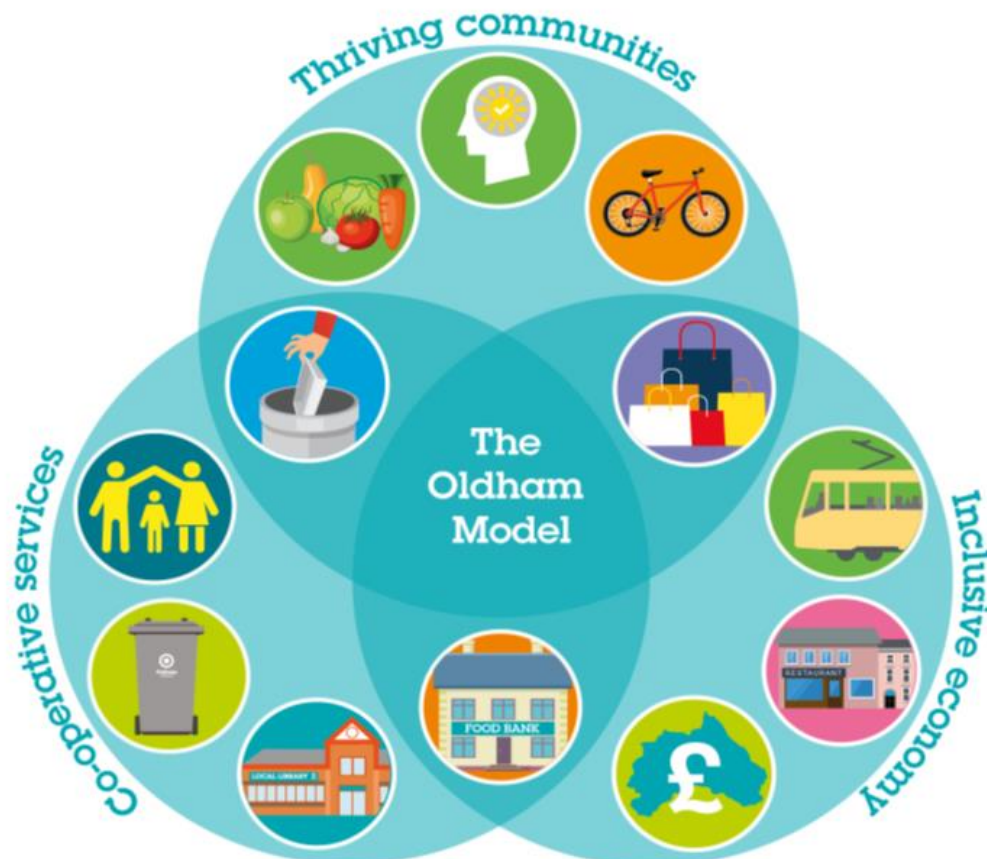 Thriving communities
The
Oldham
Model
Co-operative services
Inclusive economy
RESTAURANT
LOCAL LIBRARY
FOOD BANK
£